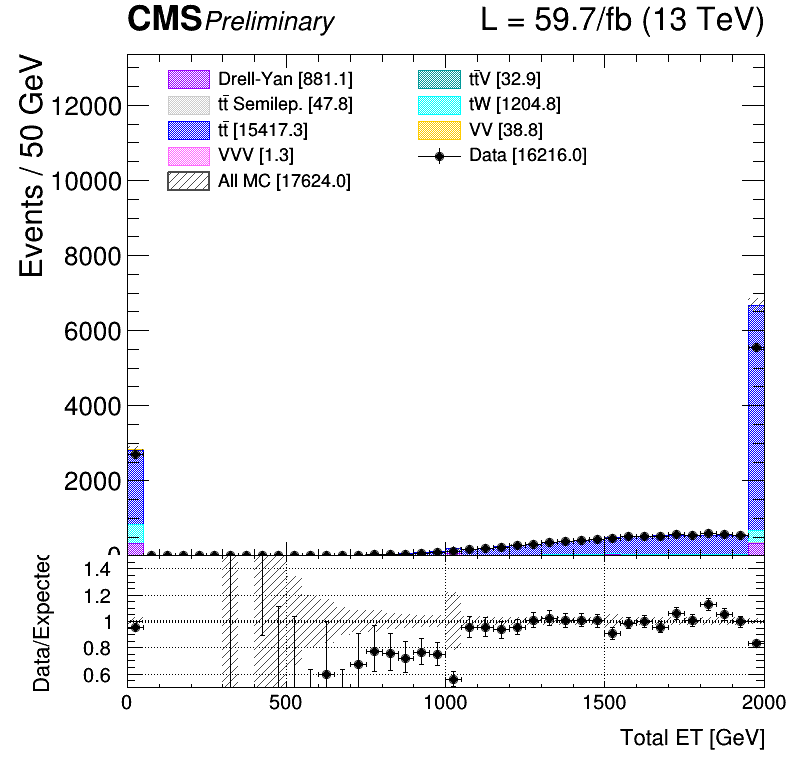 CMS Preliminary L = 59.7/fb (13 TeV)
Events / 50 GeV
12000
10000
8000
6000
4000
2000
0
Drell-Yan [881.1]
tt̄ Semilep. [47.8]
tt̄ [15417.3]
VVV [1.3]
All MC [17624.0]
tt̄V [32.9]
tW [1204.8]
VV [38.8]
Data [16216.0]
Data/Expected
1.4
1.2
1
0.8
0.6
0 500 1000 1500 2000
Total ET [GeV]